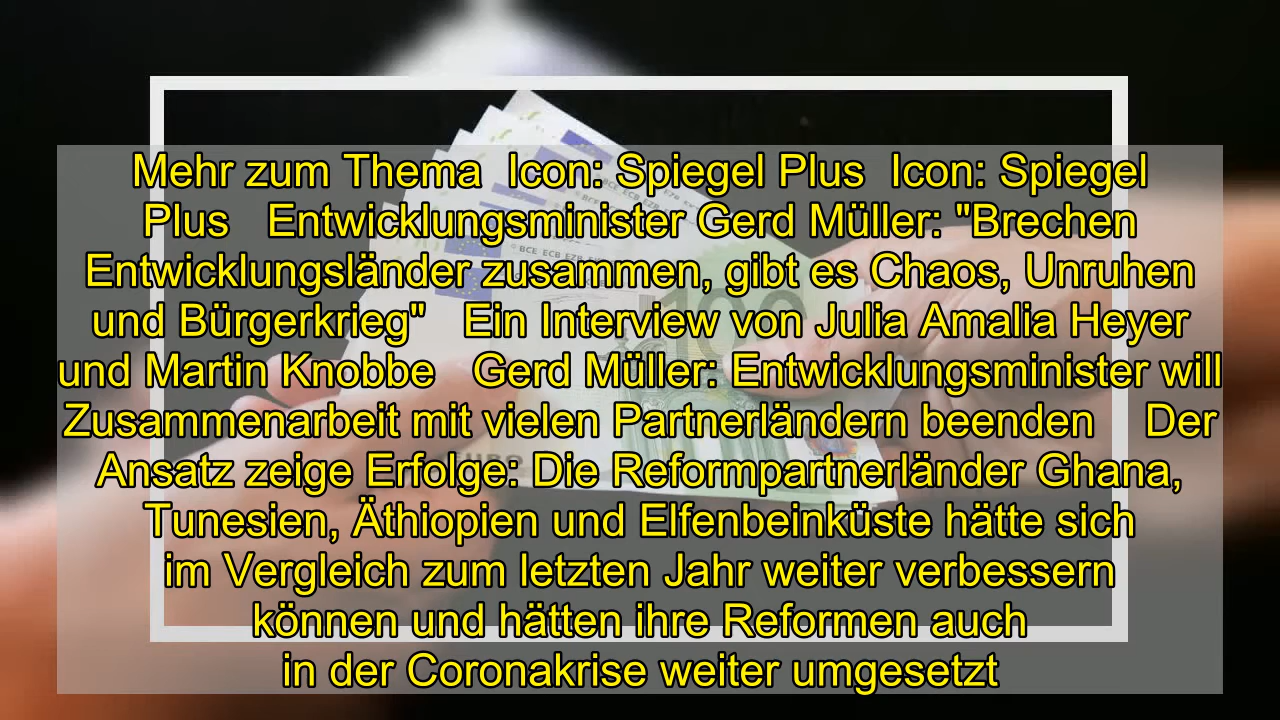 Mehr zum Thema  Icon: Spiegel Plus  Icon: Spiegel
Plus   Entwicklungsminister Gerd Müller: "Brechen
Entwicklungsländer zusammen, gibt es Chaos, Unruhen
und Bürgerkrieg"   Ein Interview von Julia Amalia Heyer
und Martin Knobbe   Gerd Müller: Entwicklungsminister will
Zusammenarbeit mit vielen Partnerländern beenden    Der
Ansatz zeige Erfolge: Die Reformpartnerländer Ghana,
Tunesien, Äthiopien und Elfenbeinküste hätte sich
im Vergleich zum letzten Jahr weiter verbessern
können und hätten ihre Reformen auch
in der Coronakrise weiter umgesetzt